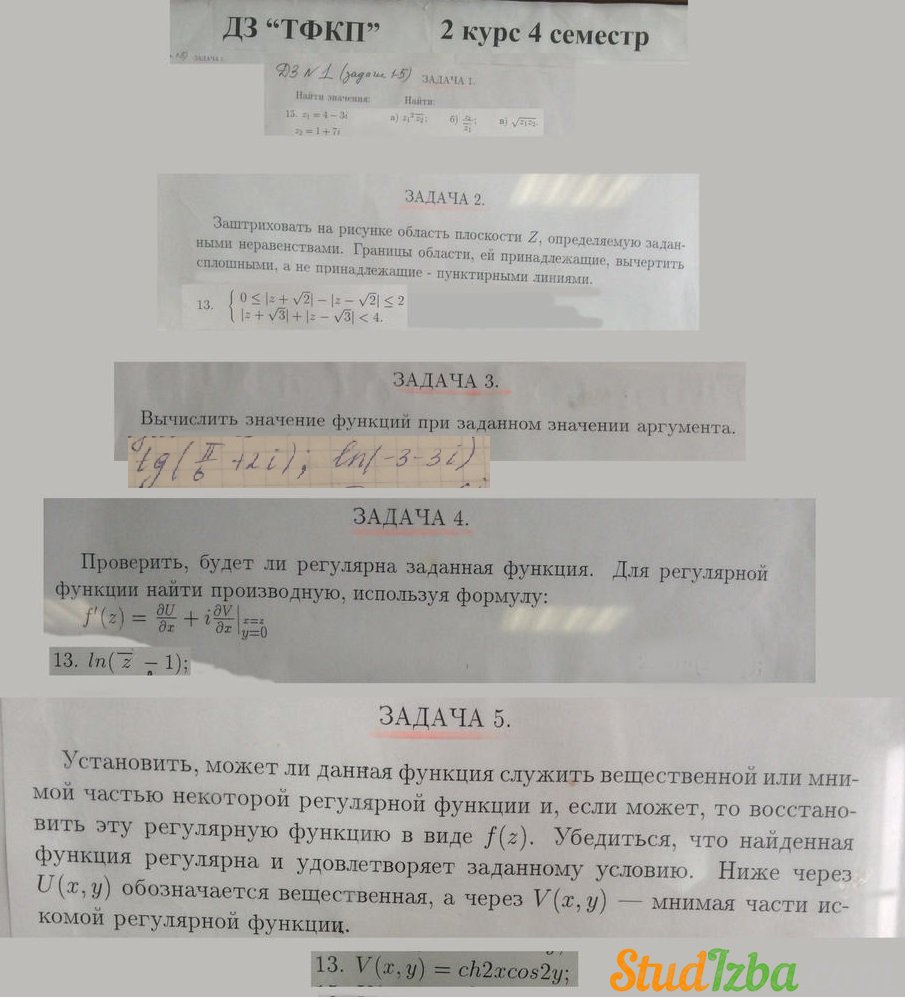 ДЗ “ТФКП” 2 курс 4 семестр
ЗАДАЧА 1.
ДЗ №1 (задачи 1-5) ЗАДАЧА 1.
Найти значения: Найти:
15. z₁ = 4 − 3i а) z₁²z̅₂; б) z₂/z̅₁; в) √z₁z₂.
z₂ = 1 + 7i
ЗАДАЧА 2.
Заштриховать на рисунке область плоскости Z, определяемую задан-
ными неравенствами. Границы области, ей принадлежащие, вычертить
сплошными, а не принадлежащие - пунктирными линиями.
13. { 0 ≤ |z + √2| − |z − √2| ≤ 2
|z + √3| + |z − √3| < 4.
ЗАДАЧА 3.
Вычислить значение функций при заданном значении аргумента.
tg(π/6 +2i); ln(-3-3i)
ЗАДАЧА 4.
Проверить, будет ли регулярна заданная функция. Для регулярной
функции найти производную, используя формулу:
f′(z) = ∂U/∂x + i ∂V/∂x |x=z y=0
13. ln(z̅ − 1);
ЗАДАЧА 5.
Установить, может ли данная функция служить вещественной или мни-
мой частью некоторой регулярной функции и, если может, то восстано-
вить эту регулярную функцию в виде f(z). Убедиться, что найденная
функция регулярна и удовлетворяет заданному условию. Ниже через
U(x, y) обозначается вещественная, а через V(x, y) — мнимая части ис-
комой регулярной функции.
13. V(x, y) = ch2xcos2y;
StudIzba